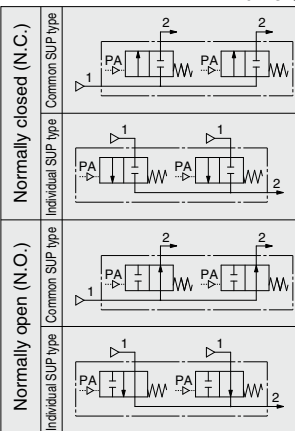 Normally closed (N.C.)
Common SUP type
2 2
PA PA
1
Individual SUP type
1 1
PA PA
2
Normally open (N.O.)
Common SUP type
2 2
PA PA
1
Individual SUP type
1 1
PA PA
2